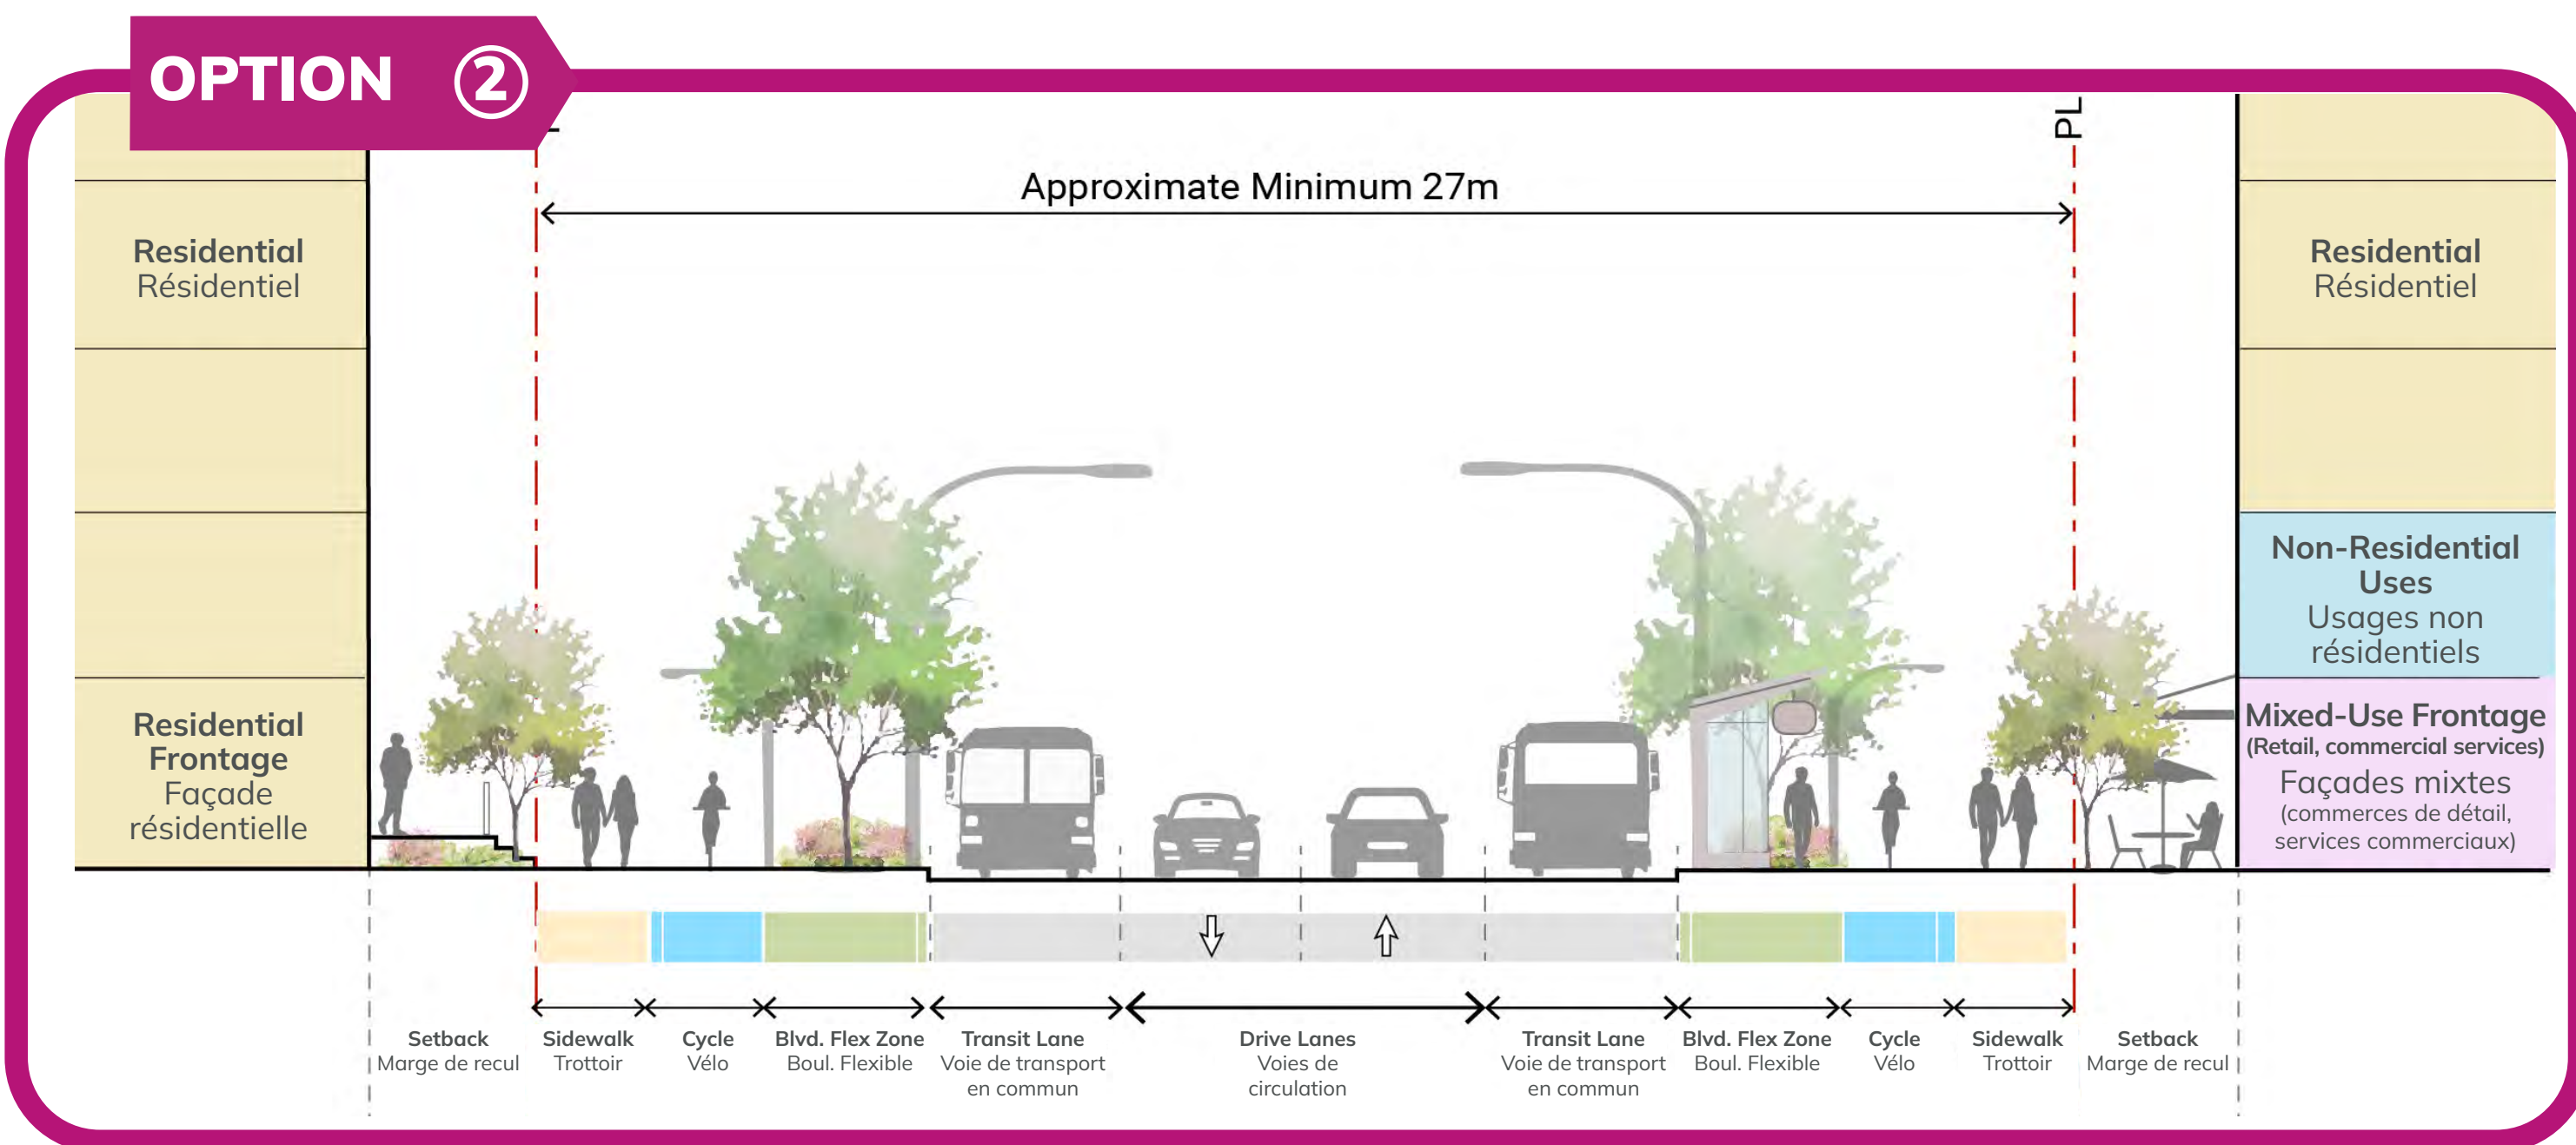 OPTION ②
PL
Approximate Minimum 27m
Residential
Résidentiel
Residential
Frontage
Façade
résidentielle
Residential
Résidentiel
Non-Residential
Uses
Usages non
résidentiels
Mixed-Use Frontage
(Retail, commercial services)
Façades mixtes
(commerces de détail,
services commerciaux)
Setback
Marge de recul
Sidewalk
Trottoir
Cycle
Vélo
Blvd. Flex Zone
Boul. Flexible
Transit Lane
Voie de transport
en commun
Drive Lanes
Voies de
circulation
Transit Lane
Voie de transport
en commun
Blvd. Flex Zone
Boul. Flexible
Cycle
Vélo
Sidewalk
Trottoir
Setback
Marge de recul